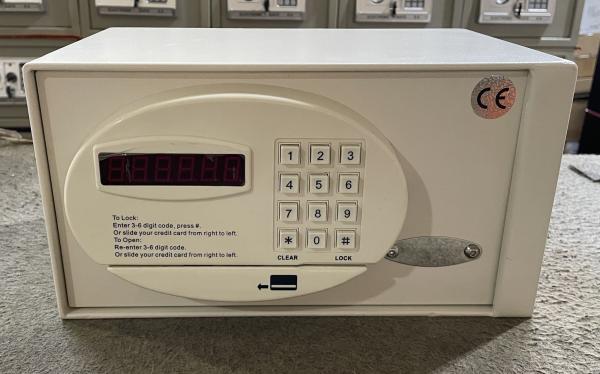 CE
1 2 3
4 5 6
7 8 9
* 0 #
CLEAR LOCK
To Lock:
Enter 3-6 digit code, press #.
Or slide your credit card from right to left.
To Open:
Re-enter 3-6 digit code.
Or slide your credit card from right to left.